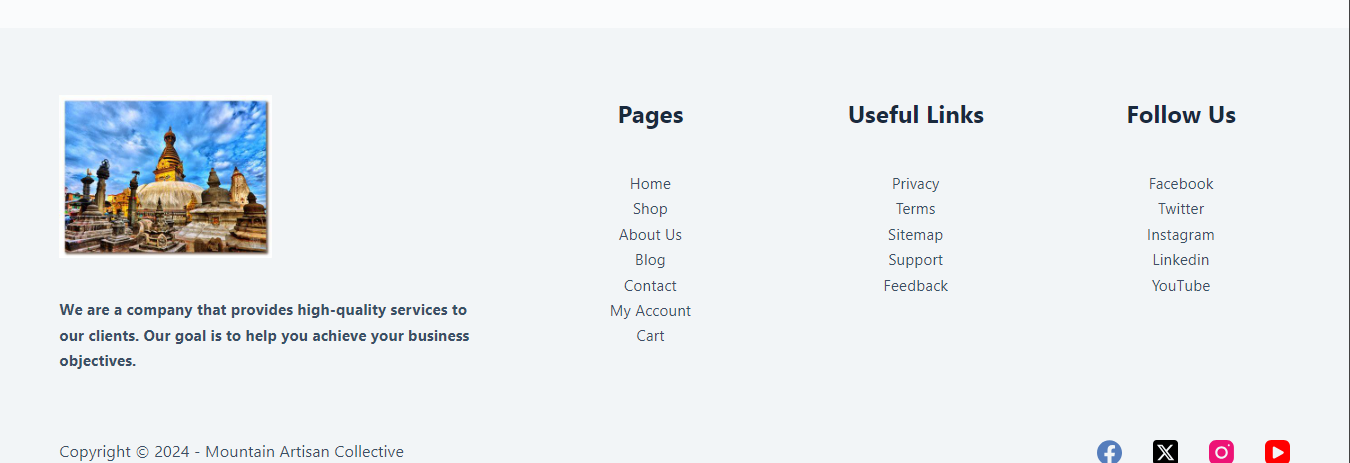 We are a company that provides high-quality services to
our clients. Our goal is to help you achieve your business
objectives.
Pages
Home
Shop
About Us
Blog
Contact
My Account
Cart
Useful Links
Privacy
Terms
Sitemap
Support
Feedback
Follow Us
Facebook
Twitter
Instagram
Linkedin
YouTube
Copyright © 2024 - Mountain Artisan Collective